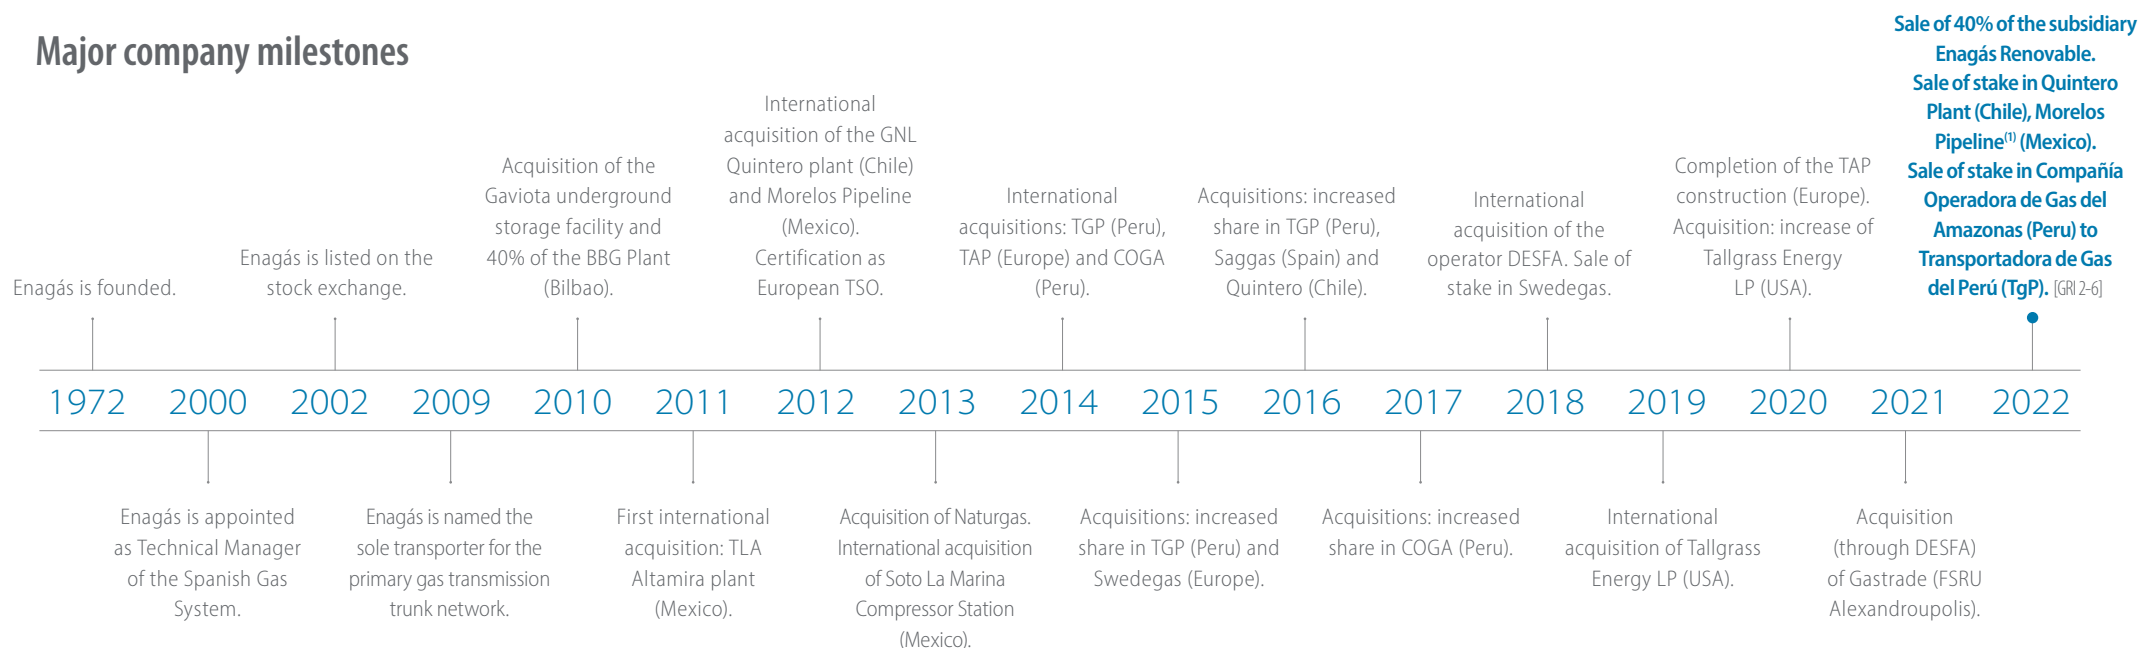 Major company milestones
Enagás is founded.
Enagás is listed on the
stock exchange.
Acquisition of the
Gaviota underground
storage facility and
40% of the BBG Plant
(Bilbao).
International
acquisition of the GNL
Quintero plant (Chile)
and Morelos Pipeline
(Mexico).
Certification as
European TSO.
International
acquisitions: TGP (Peru),
TAP (Europe) and COGA
(Peru).
Acquisitions: increased
share in TGP (Peru),
Saggas (Spain) and
Quintero (Chile).
International
acquisition of the
operator DESFA. Sale of
stake in Swedegas.
Completion of the TAP
construction (Europe).
Acquisition: increase of
Tallgrass Energy
LP (USA).
Sale of 40% of the subsidiary
Enagás Renovable.
Sale of stake in Quintero
Plant (Chile), Morelos
Pipeline(1) (Mexico).
Sale of stake in Compañía
Operadora de Gas del
Amazonas (Peru) to
Transportadora de Gas
del Perú (TgP). [GRI 2-6]
1972 2000 2002 2009 2010 2011 2012 2013 2014 2015 2016 2017 2018 2019 2020 2021 2022
Enagás is appointed
as Technical Manager
of the Spanish Gas
System.
Enagás is named the
sole transporter for the
primary gas transmission
trunk network.
First international
acquisition: TLA
Altamira plant
(Mexico).
Acquisition of Naturgas.
International acquisition
of Soto La Marina
Compressor Station
(Mexico).
Acquisitions: increased
share in TGP (Peru) and
Swedegas (Europe).
Acquisitions: increased
share in COGA (Peru).
International
acquisition of Tallgrass
Energy LP (USA).
Acquisition
(through DESFA)
of Gastrade (FSRU
Alexandroupolis).